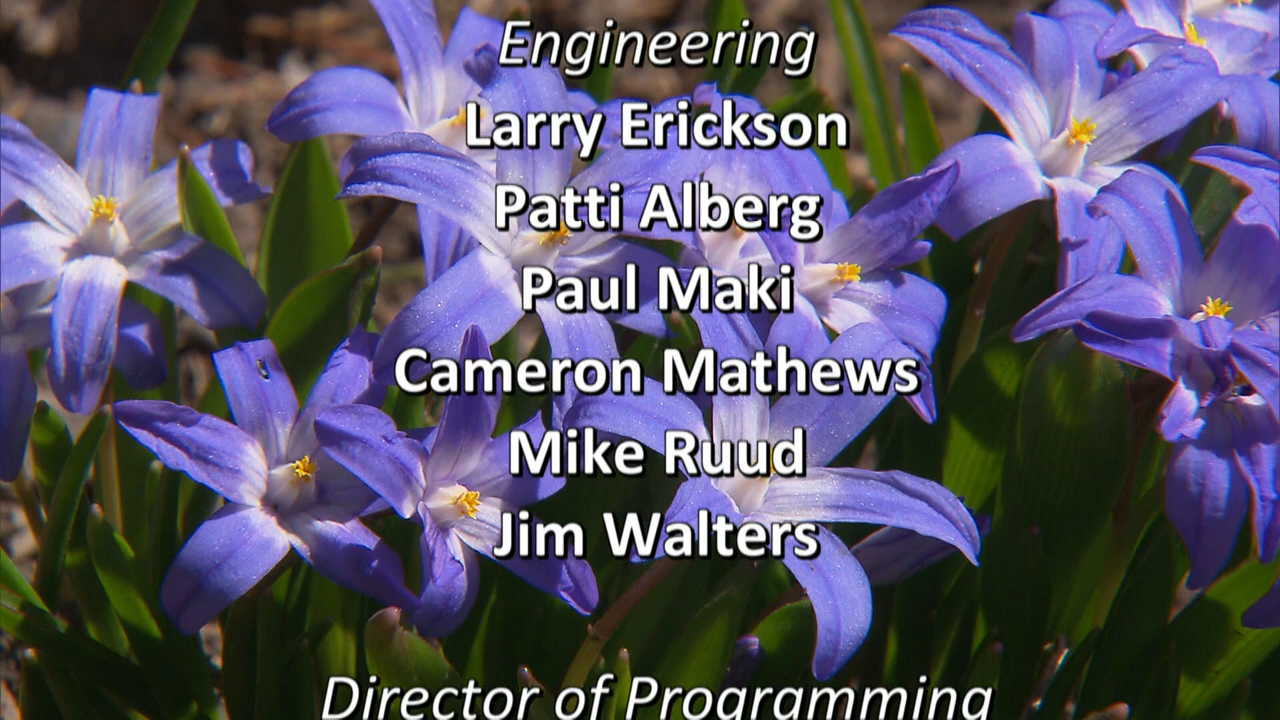 Engineering
Larry Erickson
Patti Alberg
Paul Maki
Cameron Mathews
Mike Ruud
Jim Walters
Director of Programming